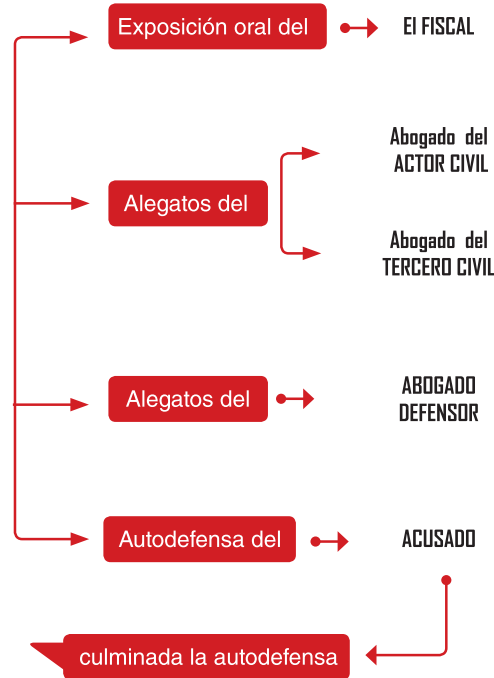 Exposición oral del
El FISCAL
Alegatos del
Abogado del
ACTOR CIVIL
Abogado del
TERCERO CIVIL
Alegatos del
ABOGADO
DEFENSOR
Autodefensa del
ACUSADO
culminada la autodefensa